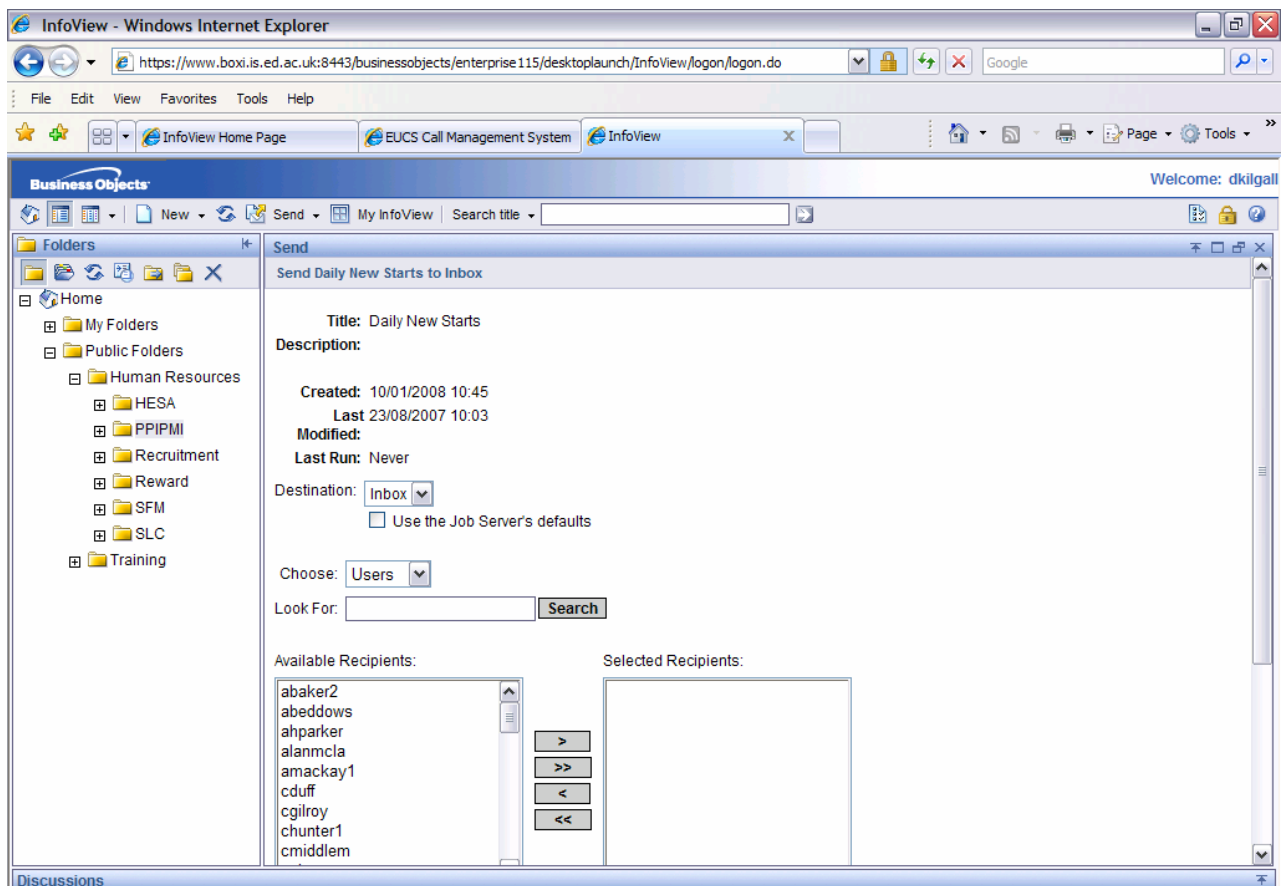 InfoView - Windows Internet Explorer
https://www.boxi.is.ed.ac.uk:8443/businessobjects/enterprise115/desktoplaunch/InfoView/logon/logon.do
Google
File Edit View Favorites Tools Help
InfoView Home Page
EUCS Call Management System
InfoView
Page
Tools
Business Objects
Welcome: dkilgall
New
Send
My InfoView
Search title
Folders
Send
Send Daily New Starts to Inbox
Home
My Folders
Public Folders
Human Resources
HESA
PPIPMI
Recruitment
Reward
SFM
SLC
Training
Title: Daily New Starts
Description:
Created: 10/01/2008 10:45
Last Modified: 23/08/2007 10:03
Last Run: Never
Destination: Inbox
Use the Job Server's defaults
Choose: Users
Look For:
Search
Available Recipients:
Selected Recipients:
abaker2
abeddows
ahparker
alanmcla
amackay1
cduff
cgilroy
chunter1
cmiddlem
>
>>
<
<<
Discussions